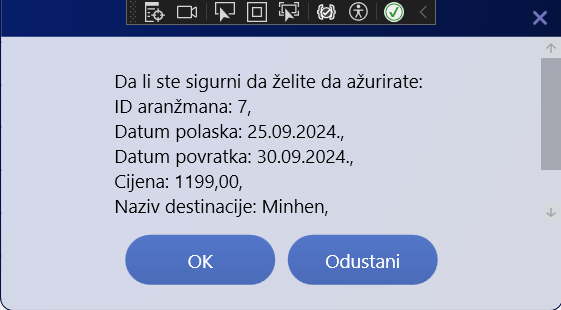 Da li ste sigurni da želite da ažurirate:
ID aranžmana: 7,
Datum polaska: 25.09.2024.,
Datum povratka: 30.09.2024.,
Cijena: 1199,00,
Naziv destinacije: Minhen,
OK
Odustani